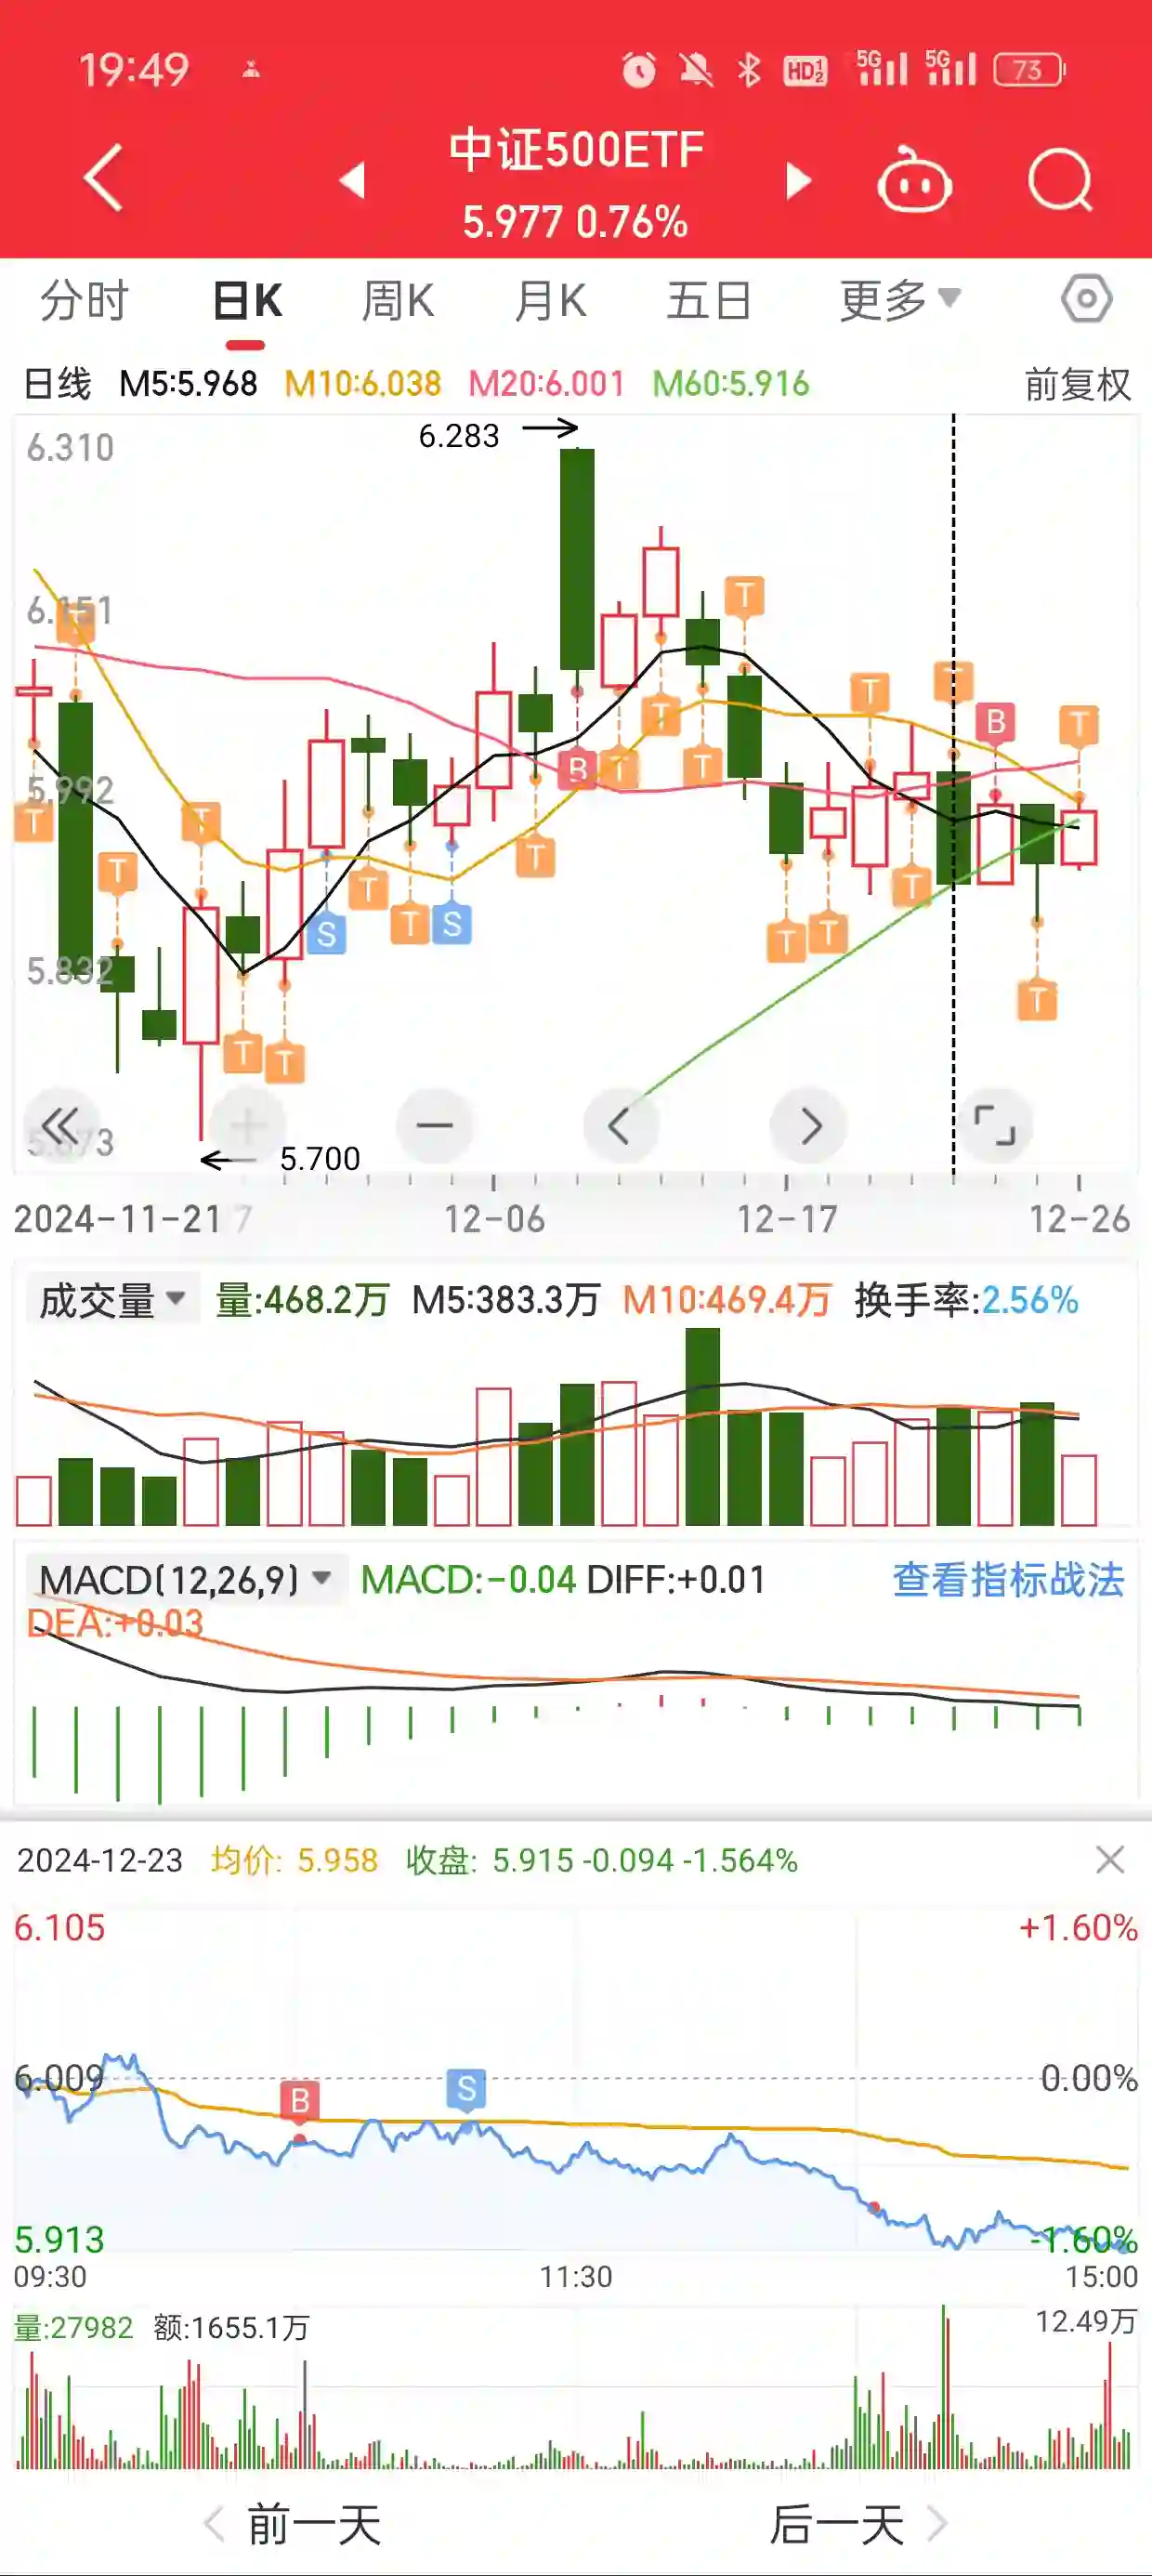 19:49 HD 1 2 5G 5G 73
中证500ETF
5.977 0.76%
分时 日K 周K 月K 五日 更多
日线 M5:5.968 M10:6.038 M20:6.001 M60:5.916 前复权
6.283
6.310
T
6.151
T
T
T
T
T
B
T
T
B
T
T
T
5.992
T
T
T
T
T
T
S
T
S
T
T
5.832
T
T
T
5.700
2024-11-21 7 12-06 12-17 12-26
成交量 量:468.2万 M5:383.3万 M10:469.4万 换手率:2.56%
MACD(12,26,9) MACD:-0.04 DIFF:+0.01 查看指标战法
DEA:+0.03
2024-12-23 均价: 5.958 收盘: 5.915 -0.094 -1.564%
6.105 +1.60%
6.009 0.00%
B S
5.913 -1.60%
09:30 11:30 15:00
量:27982 额:1655.1万 12.49万
前一天 后一天